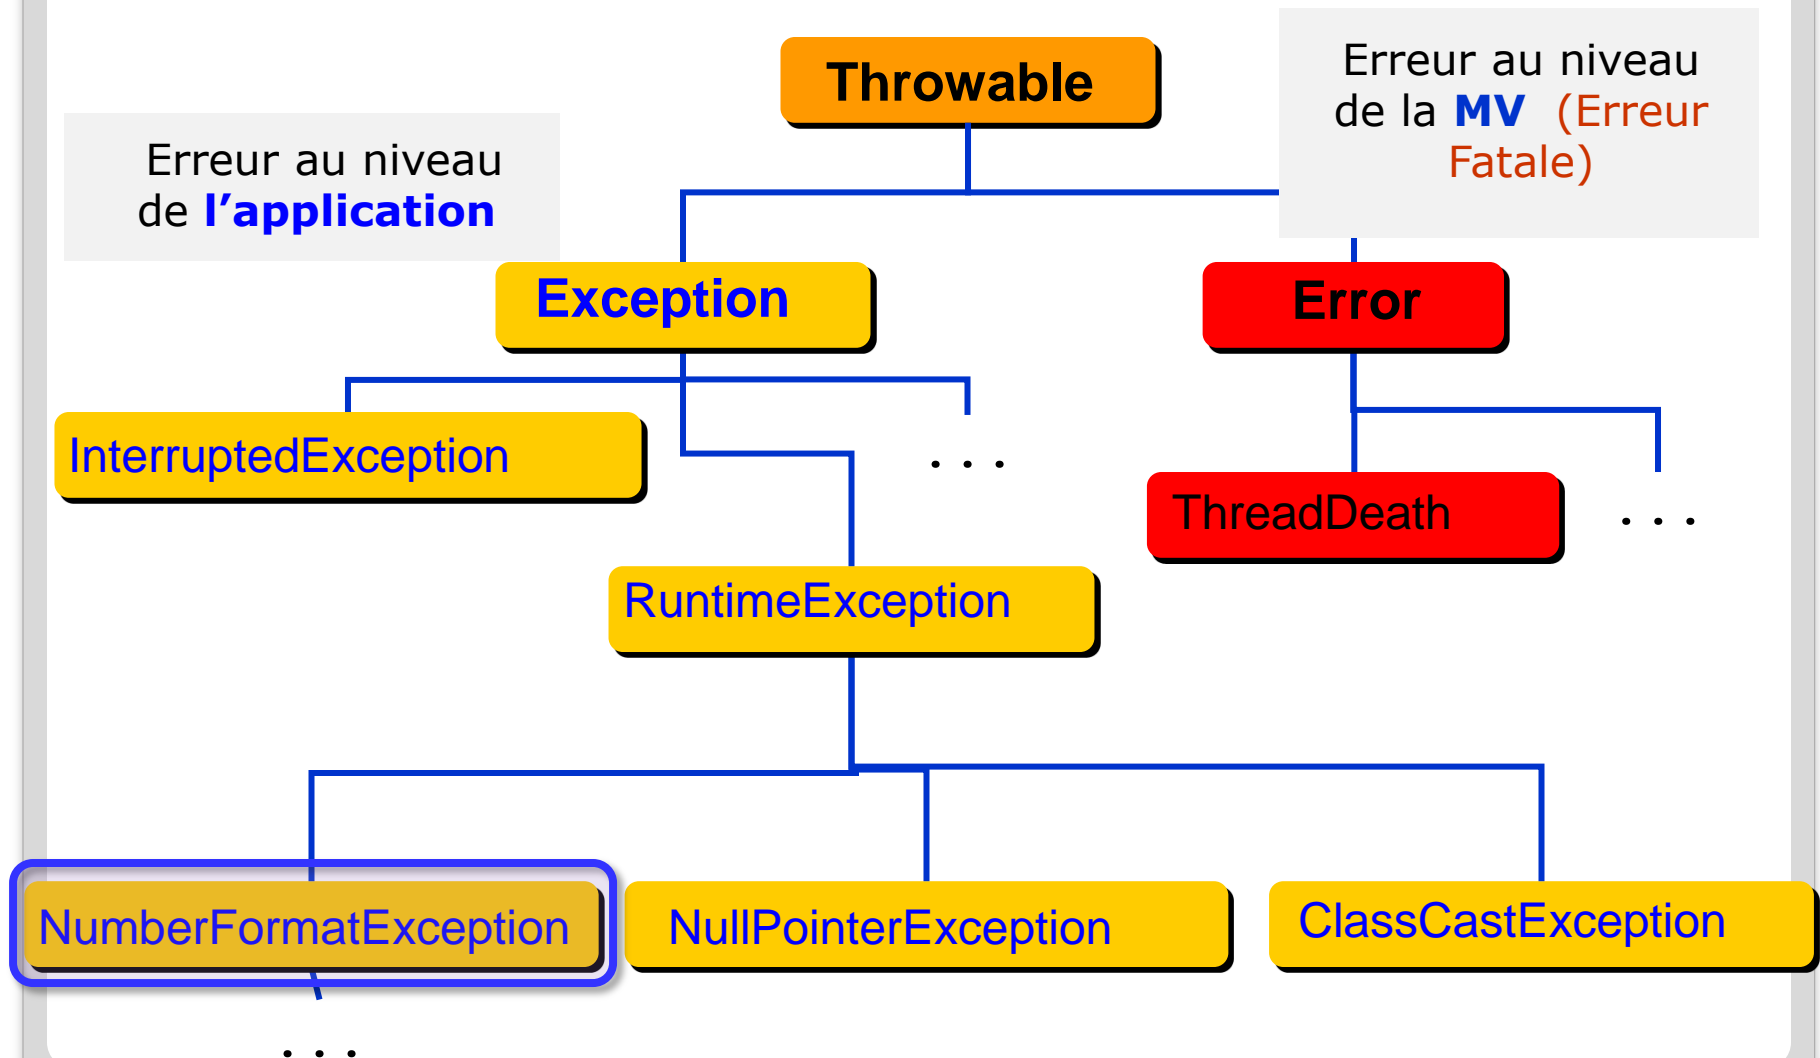 Throwable
Erreur au niveau
de la MV (Erreur
Fatale)
Erreur au niveau
de l’application
Exception
Error
InterruptedException
. . .
ThreadDeath
. . .
RuntimeException
NumberFormatException
NullPointerException
ClassCastException
. . .